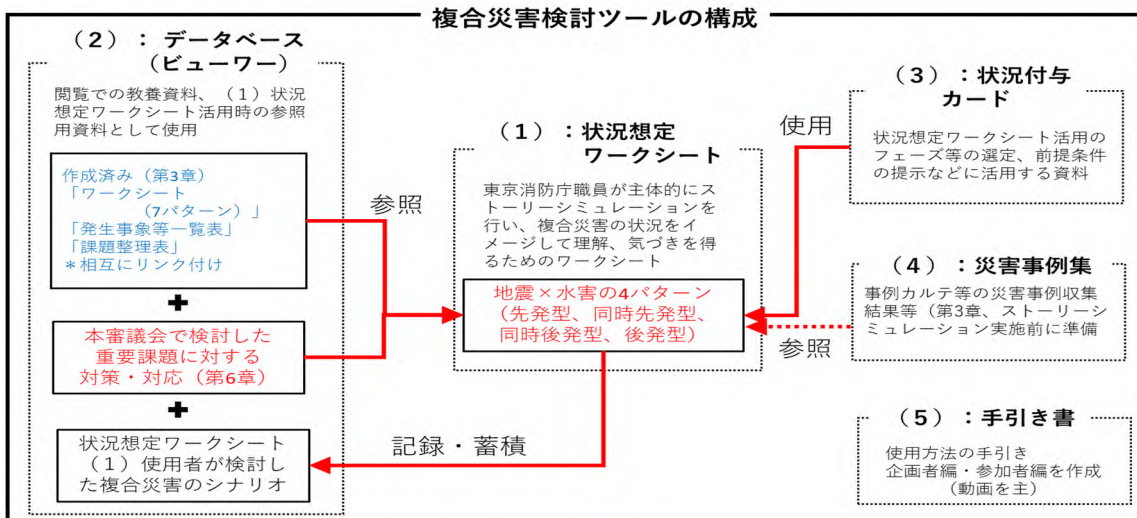 複合災害検討ツールの構成
（２）：データベース
（ビューワー）
閲覧での教養資料、（1）状況
想定ワークシート活用時の参照
用資料として使用
作成済み（第3章）
「ワークシート
（7パターン）」
「発生事象等一覧表」
「課題整理表」
＊相互にリンク付け
＋
本審議会で検討した
重要課題に対する
対策・対応（第6章）
＋
状況想定ワークシート
（１）使用者が検討し
た複合災害のシナリオ
参照
記録・蓄積
（１）：状況想定
ワークシート
東京消防庁職員が主体的にス
トーリーシミュレーションを
行い、複合災害の状況をイ
メージして理解、気づきを得
るためのワークシート
地震×水害の4パターン
（先発型、同時先発型、
同時後発型、後発型）
使用
参照
（３）：状況付与
カード
状況想定ワークシート活用の
フェーズ等の選定、前提条件
の提示などに活用する資料
（４）：災害事例集
事例カルテ等の災害事例収集
結果等（第3章、ストーリーシ
ミュレーション実施前に準備
（５）：手引き書
使用方法の手引き
企画者編・参加者編を作成
（動画を主）